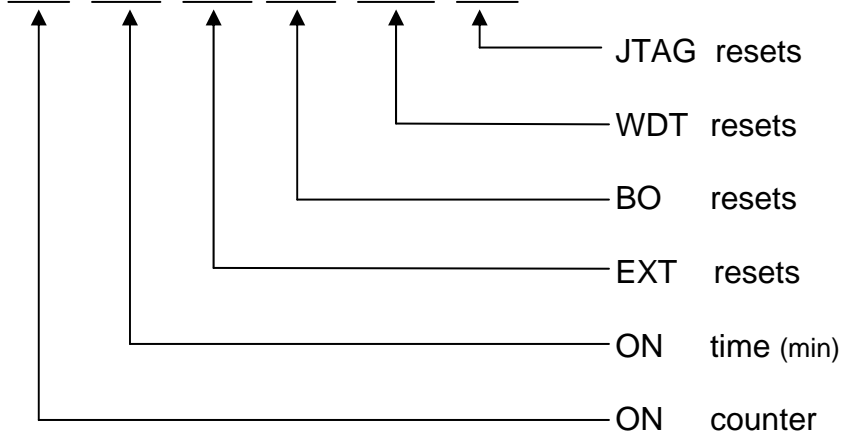 JTAG resets
WDT resets
BO resets
EXT resets
ON time (min)
ON counter